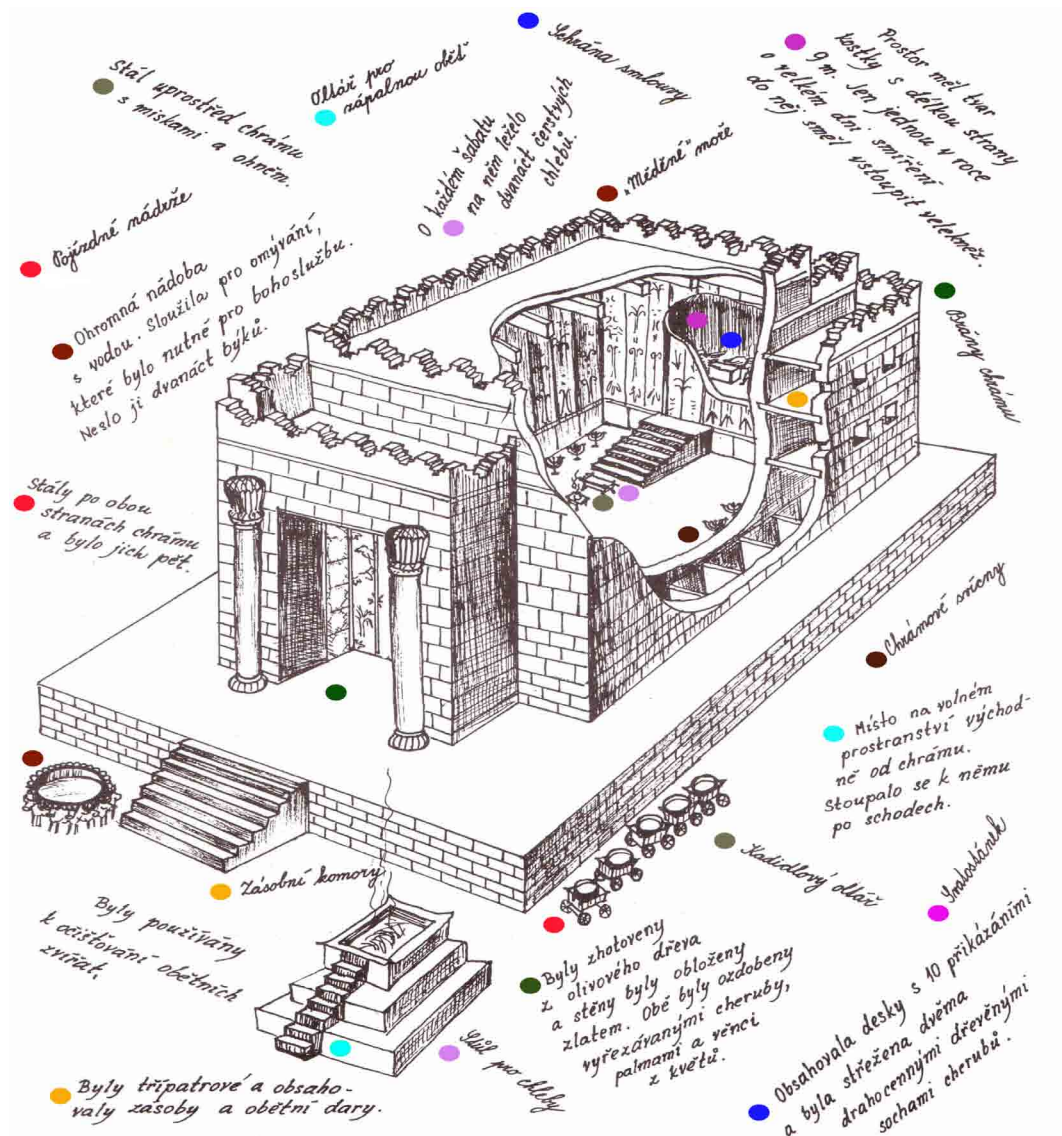 Stál uprostřed chrámu
s miskami a ohněm.
Oltář pro
zápalnou oběť
Schrána smlouvy
Prostor měl tvar
kostky s délkou strany
9 m. Jen jednou v roce
o velkém dni smíření
do něj směl vstoupit velekněz.
O každém šabatu
na něm leželo
dvanáct čerstvých
chlebů.
"Měděné" moře
Pojízdné nádrže
Ohromná nádoba
s vodou. Sloužila pro omývání,
které bylo nutné pro bohoslužbu.
Neslo ji dvanáct býků.
Brány chrámu
Stály po obou
stranách chrámu
a bylo jich pět.
Chrámové svícny
Místo na volném
prostranství východ-
ně od chrámu.
Stoupalo se k němu
po schodech.
Kadidlový oltář
Svatostánek
Zásobní komory
Byly používány
k očišťování obětních
zvířat.
Byly zhotoveny
z olivového dřeva
a stěny byly obloženy
zlatem. Obě byly ozdobeny
vyřezávanými cheruby,
palmami a věnci
z květů.
Stůl pro chleby
Byly třípatrové a obsaho-
valy zásoby a obětní dary.
Obsahovala desky s 10 přikázáními
a byla střežena dvěma
drahocennými dřevěnými
sochami cherubů.